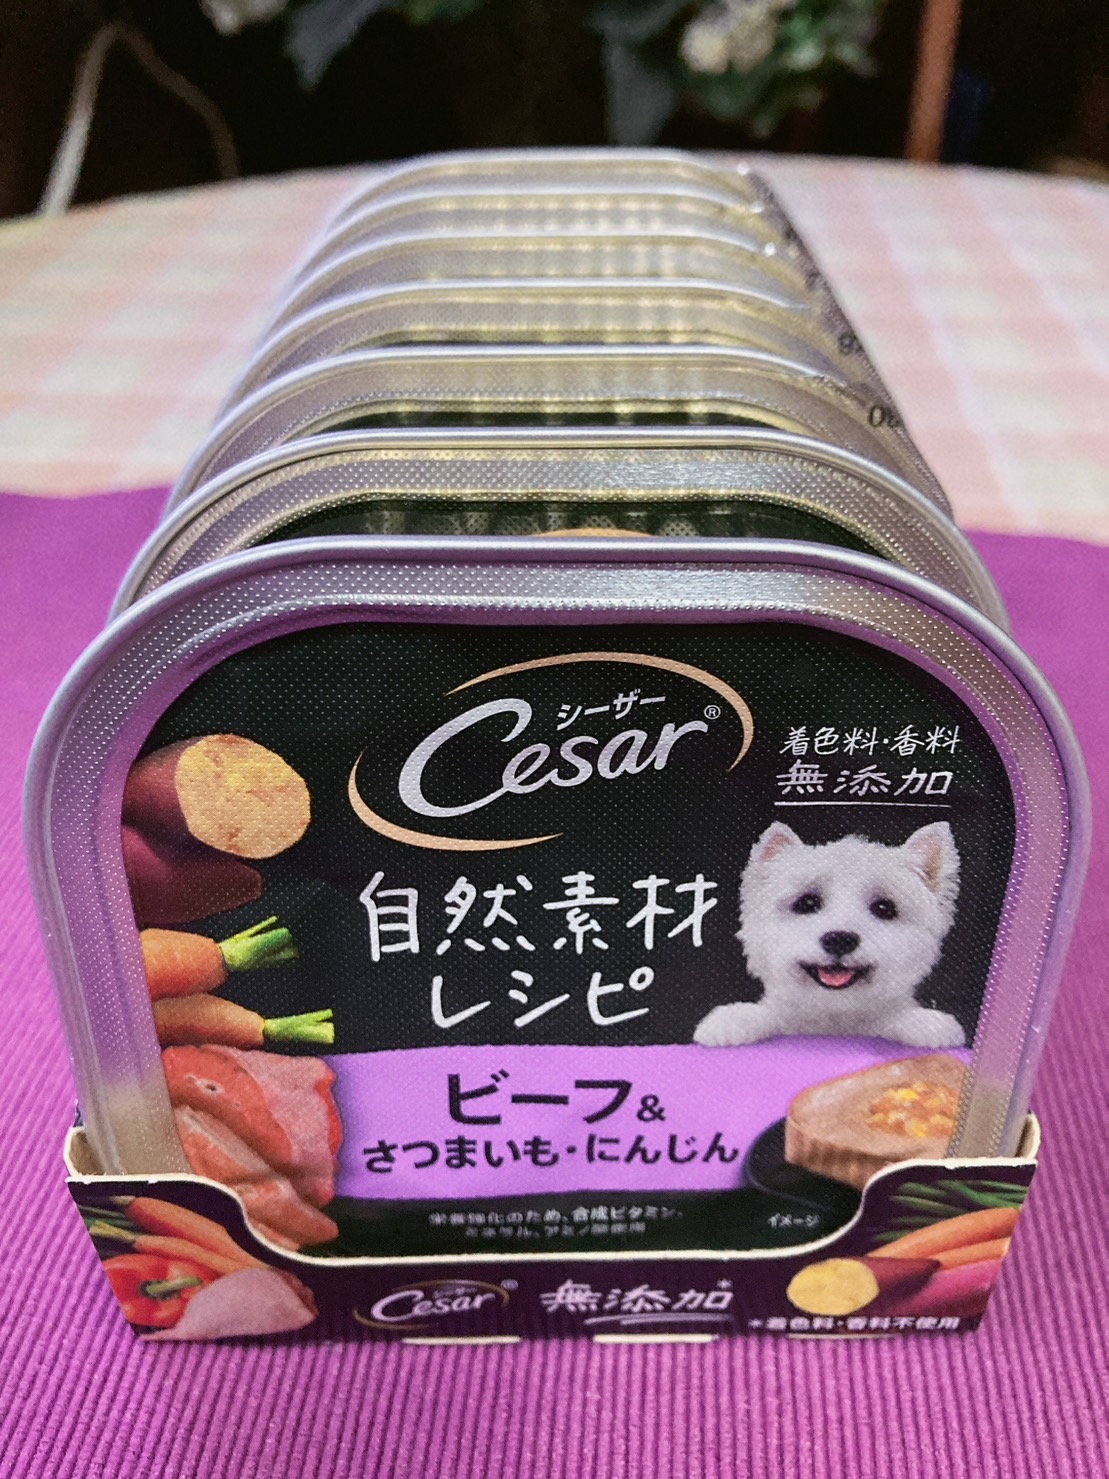 シーザー
Cesar®
着色料・香料
無添加
自然素材
レシピ
ビーフ&
さつまいも・にんじん
栄養強化のため、合成ビタミン、
ミネラル、アミノ酸使用
イメージ
シーザー
Cesar®
無添加*
*着色料・香料不使用